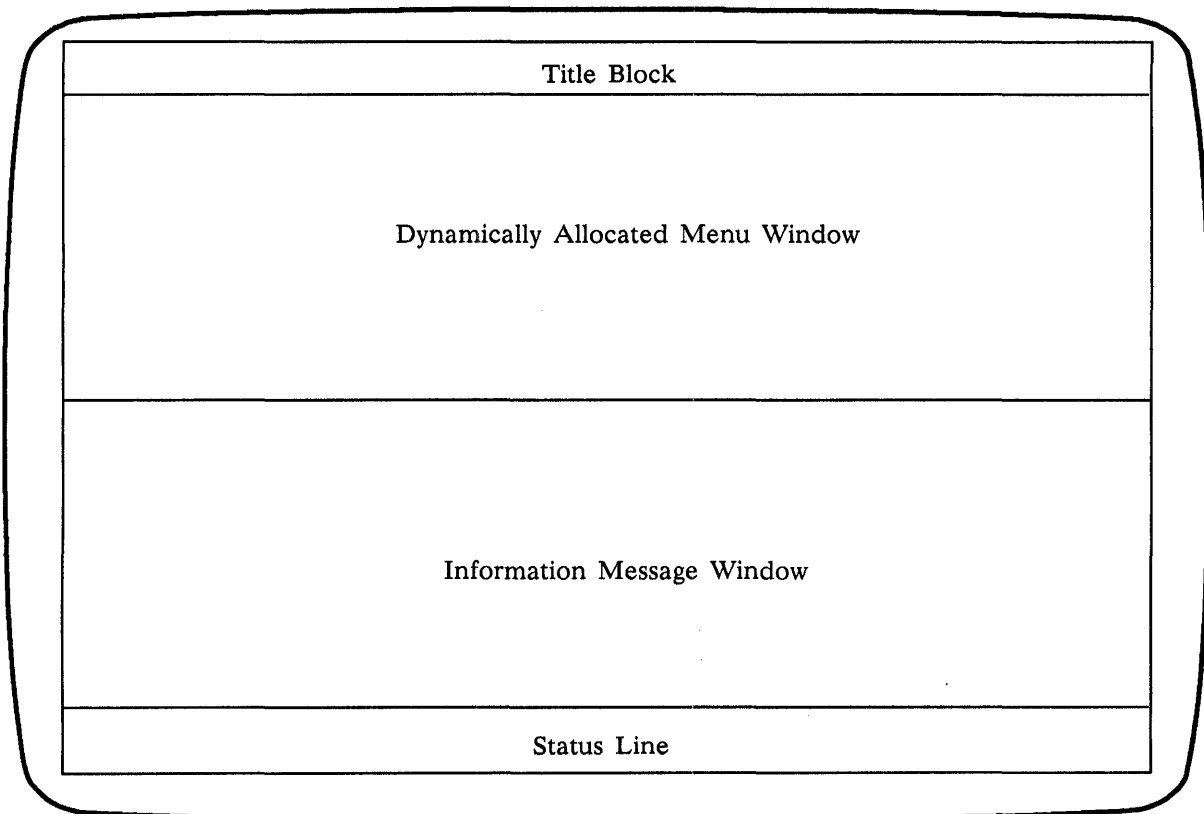 Title Block
Dynamically Allocated Menu Window
Information Message Window
Status Line